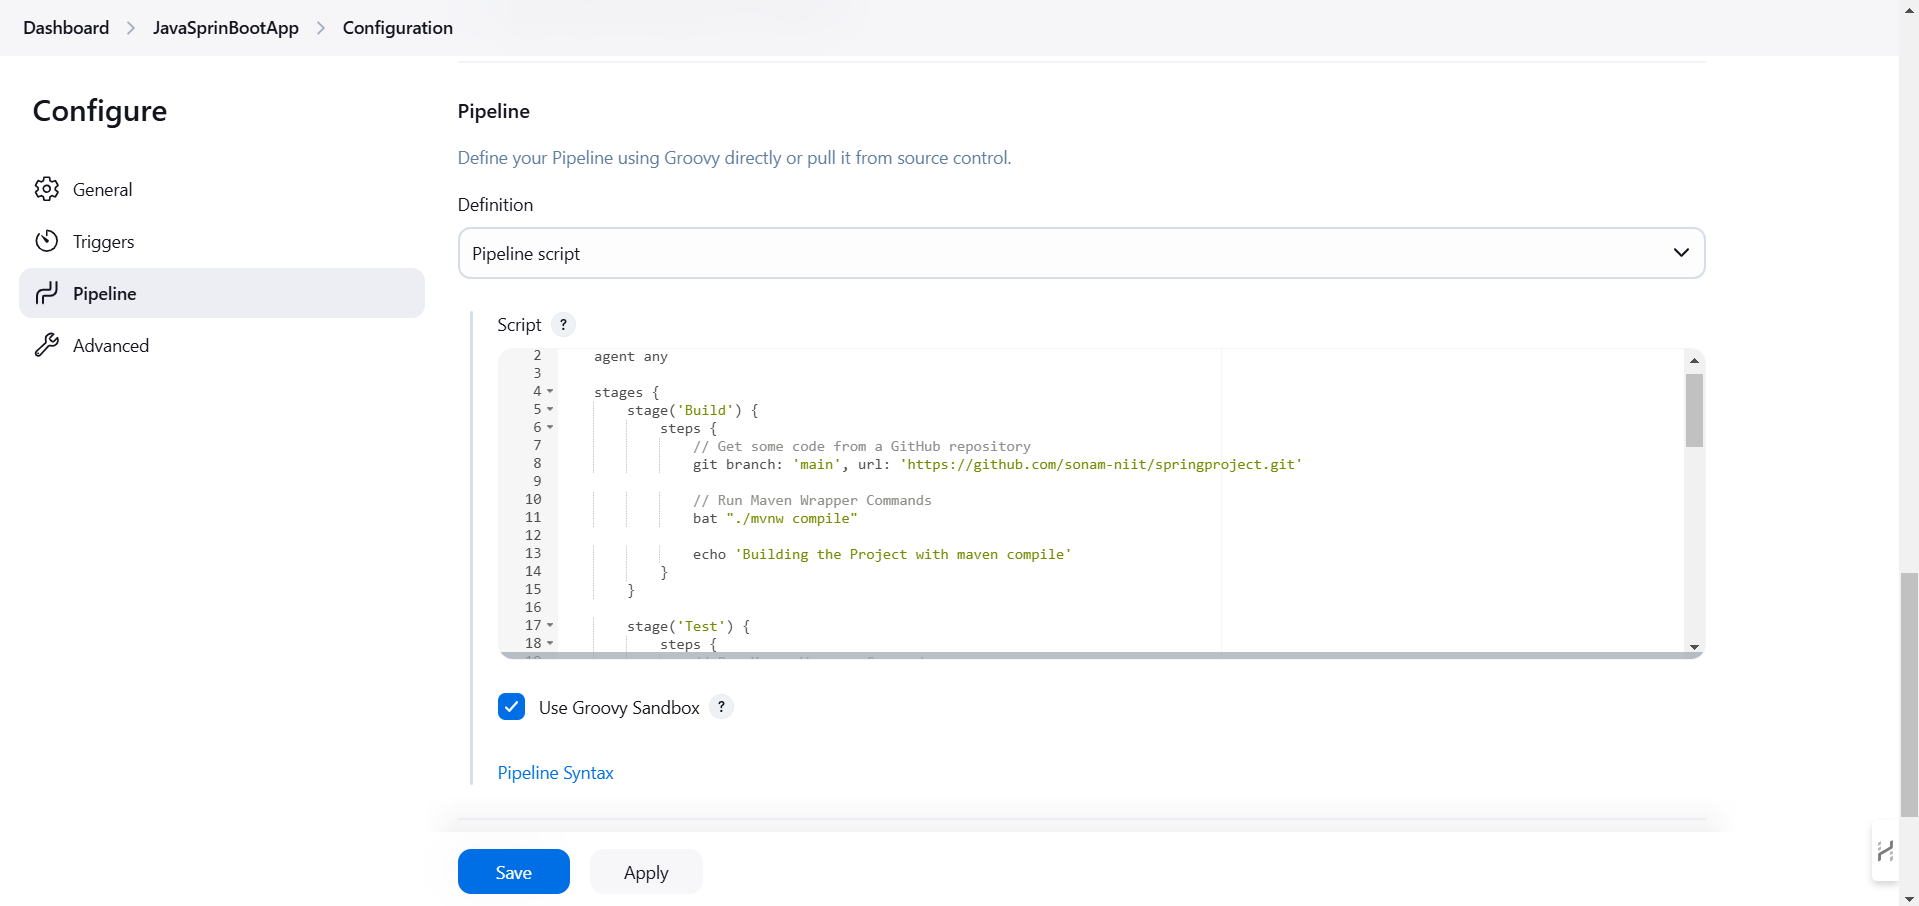 Dashboard > JavaSprinBootApp > Configuration
Configure
General
Triggers
Pipeline
Advanced
Pipeline
Define your Pipeline using Groovy directly or pull it from source control.
Definition
Pipeline script
Script ?
2 agent any
3
4 stages {
5 stage('Build') {
6 steps {
7 // Get some code from a GitHub repository
8 git branch: 'main', url: 'https://github.com/sonam-niit/springproject.git'
9
10 // Run Maven Wrapper Commands
11 bat "./mvnw compile"
12
13 echo 'Building the Project with maven compile'
14 }
15 }
16
17 stage('Test') {
18 steps {
Use Groovy Sandbox ?
Pipeline Syntax
Save Apply